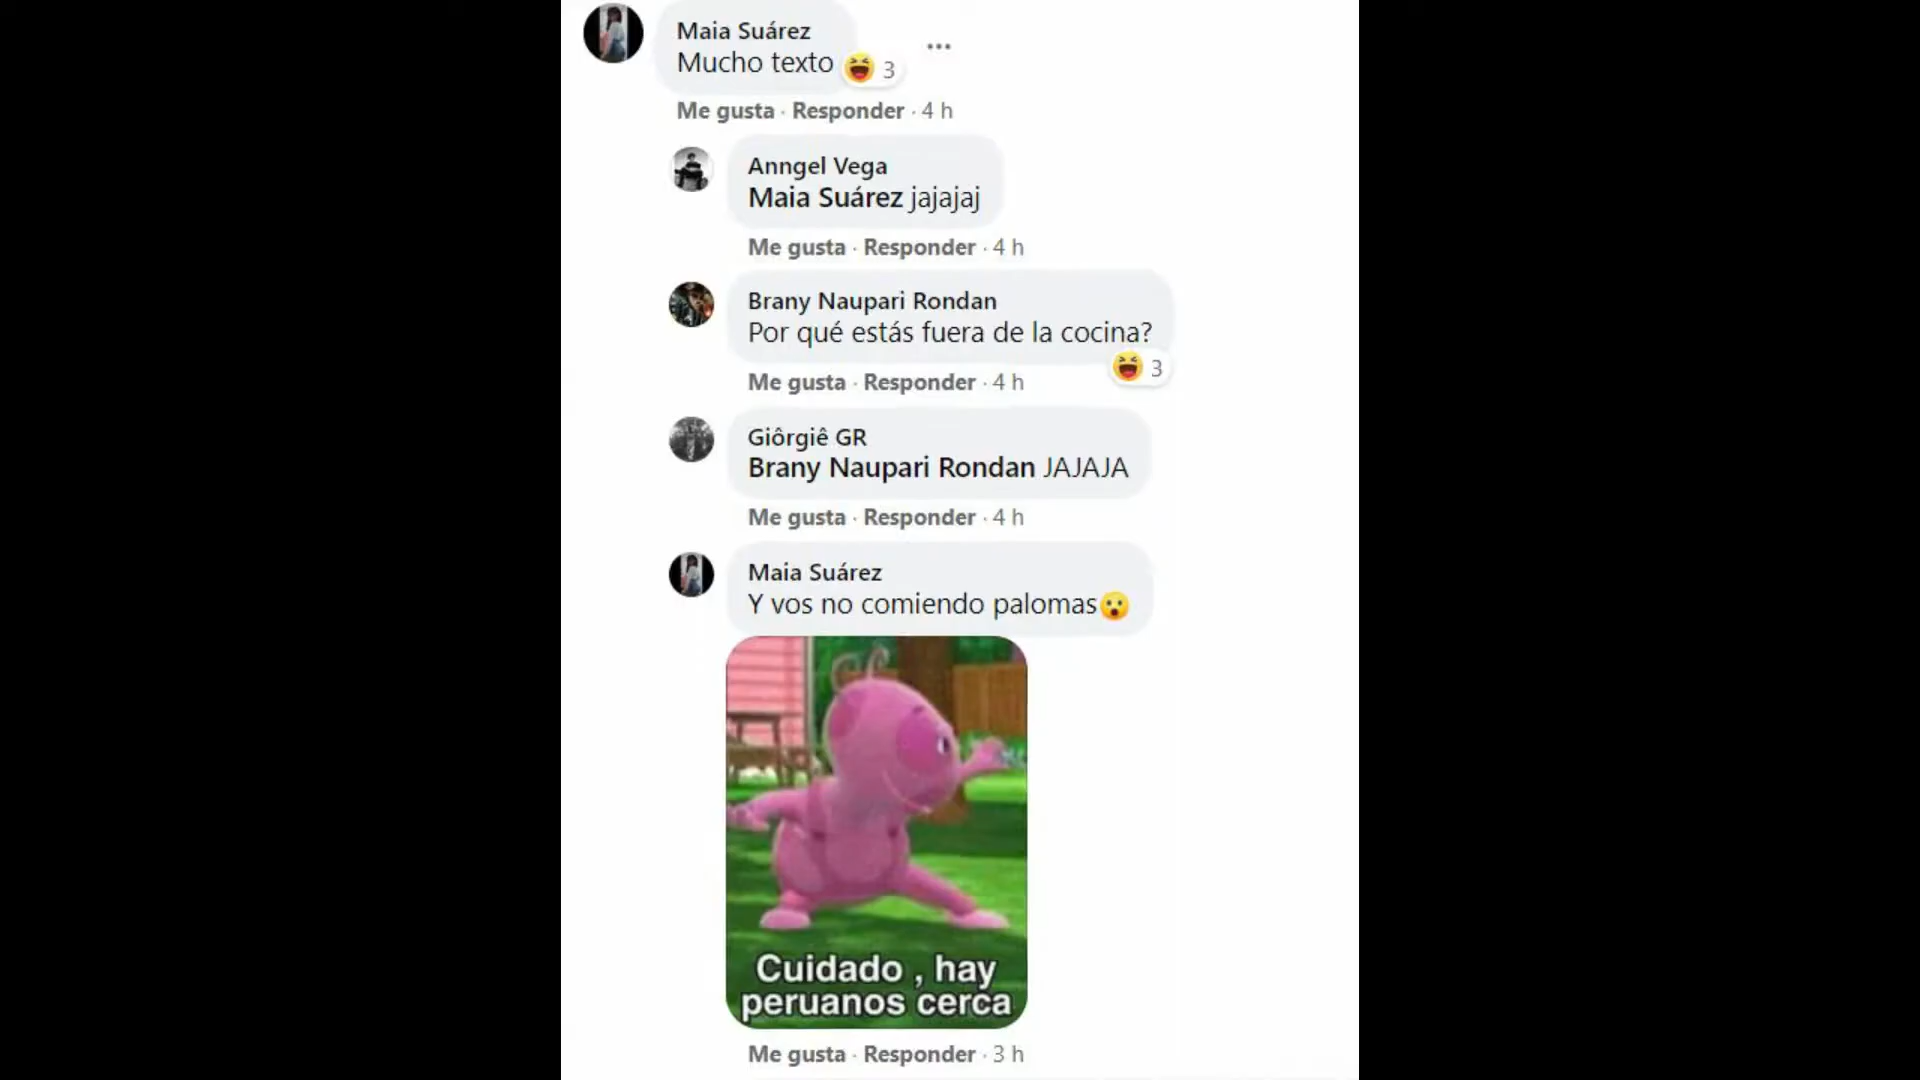 Maia Suárez
Mucho texto 😆 3
Me gusta · Responder · 4 h
Anngel Vega
Maia Suárez jajajaj
Me gusta · Responder · 4 h
Brany Naupari Rondan
Por qué estás fuera de la cocina?
😆 3
Me gusta · Responder · 4 h
Giôrgiê GR
Brany Naupari Rondan JAJAJA
Me gusta · Responder · 4 h
Maia Suárez
Y vos no comiendo palomas😮
Cuidado , hay
peruanos cerca
Me gusta · Responder · 3 h